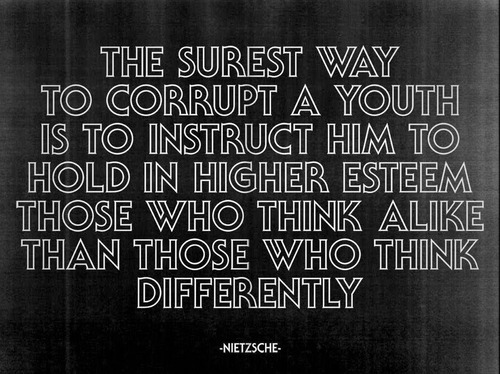 THE SUREST WAY
TO CORRUPT A YOUTH
IS TO INSTRUCT HIM TO
HOLD IN HIGHER ESTEEM
THOSE WHO THINK ALIKE
THAN THOSE WHO THINK
DIFFERENTLY
-NIETZSCHE-